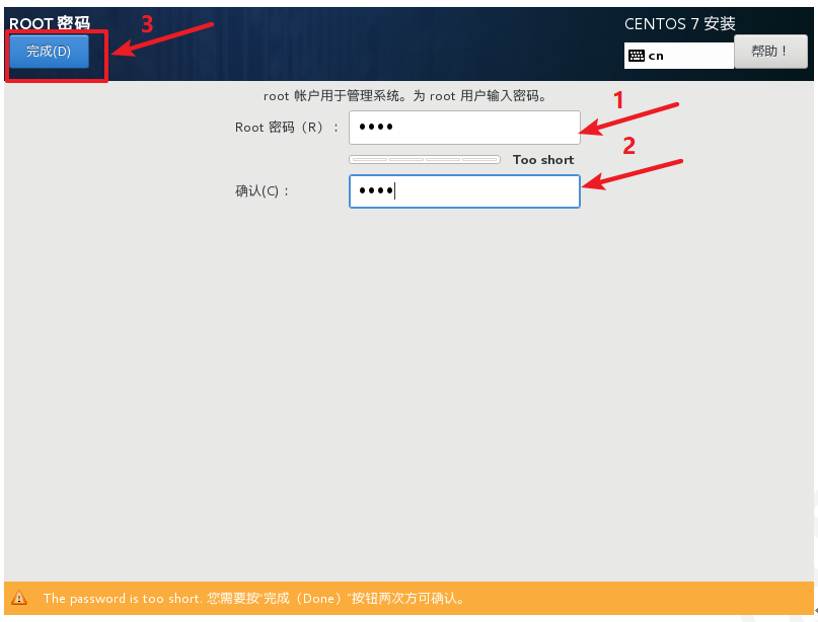 ROOT 密码
CENTOS 7 安装
完成(D)
3
cn
帮助！
root 帐户用于管理系统。为 root 用户输入密码。
1
Root 密码（R）：
••••
Too short
2
确认(C)：
••••
The password is too short. 您需要按“完成（Done）”按钮两次方可确认。